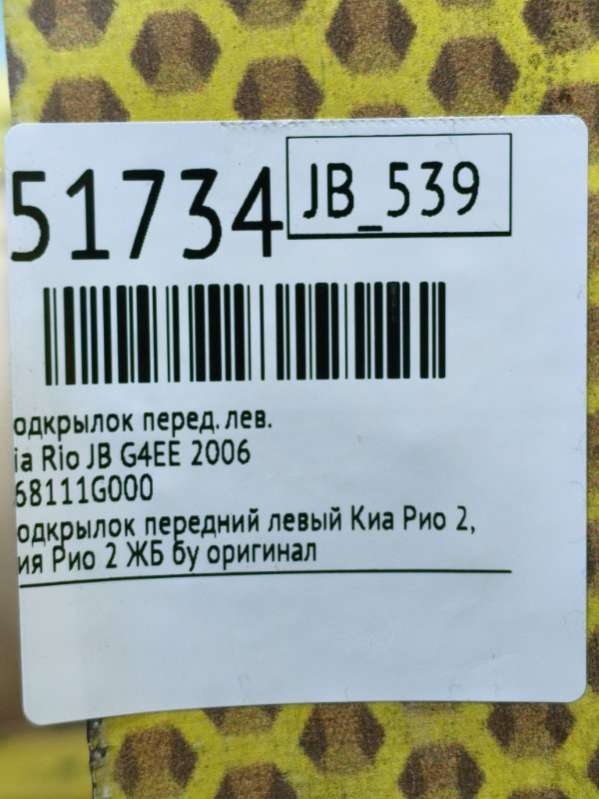 51734
JB_539
одкрылок перед. лев.
ia Rio JB G4EE 2006
68111G000
одкрылок передний левый Киа Рио 2,
ия Рио 2 ЖБ бу оригинал